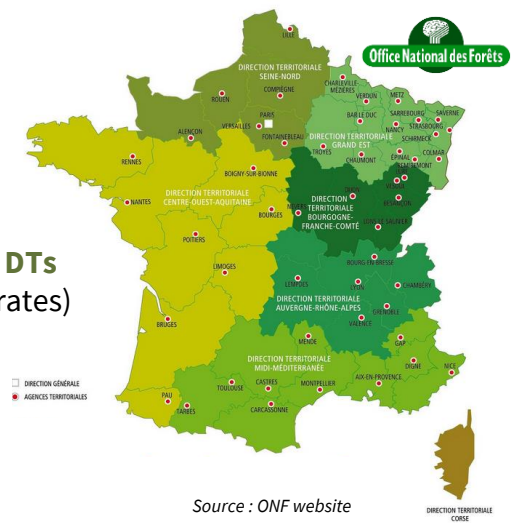 Office National des Forêts
LILLE
DIRECTION TERRITORIALE
SEINE-NORD
COMPIÈGNE
ROUEN
CHARLEVILLE-
MÉZIÈRES
VERDUN
METZ
PARIS
VERSAILLES
BAR LE DUC
SARREBOURG
SAVERNE
NANCY
STRASBOURG
SCHIRMECK
ALENÇON
FONTAINEBLEAU
DIRECTION TERRITORIALE
GRAND EST
TROYES
CHAUMONT
ÉPINAL
COLMAR
RENNES
BOIGNY-SUR-BIONNE
VESOUL
DIJON
BESANÇON
DIRECTION TERRITORIALE
CENTRE-OUEST-AQUITAINE
NANTES
BOURGES
NEVERS
DIRECTION
TERRITORIALE
BOURGOGNE-
FRANCHE-COMTÉ
LONS LE SAUNIER
POITIERS
DTs
rates)
LIMOGES
BOURG-EN-BRESSE
LEMPDES
LYON
CHAMBÉRY
DIRECTION TERRITORIALE
AUVERGNE-RHÔNE-ALPES
GRENOBLE
VALENCE
BRUGES
MENDE
GAP
DIRECTION TERRITORIALE
MIDI-MÉDITERRANÉE
DIGNE
NICE
DIRECTION GÉNÉRALE
AGENCES TERRITORIALES
TOULOUSE
CASTRES
MONTPELLIER
AIX-EN-PROVENCE
PAU
TARBES
CARCASSONNE
Source : ONF website
DIRECTION TERRITORIALE
CORSE